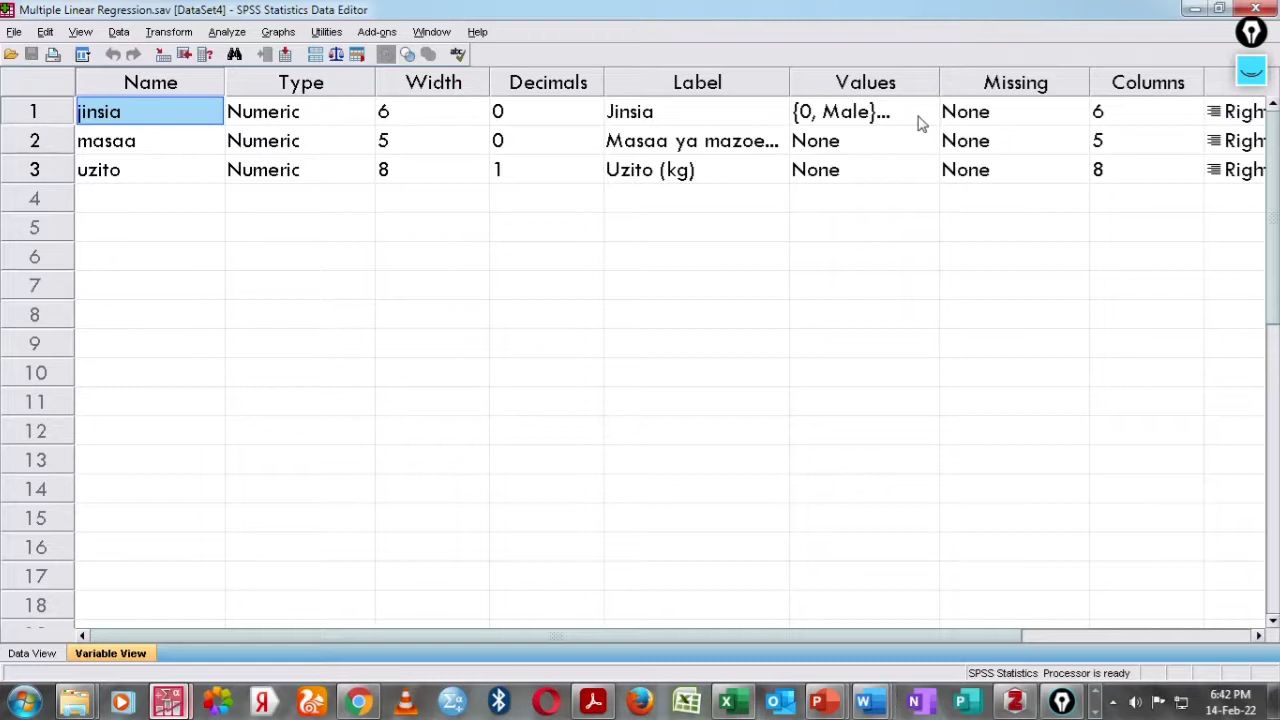 Multiple Linear Regression.sav [DataSet4] - SPSS Statistics Data Editor
File Edit View Data Transform Analyze Graphs Utilities Add-gns Window Help
Name Type Width Decimals Label Values Missing Columns
1 jinsia Numeric 6 0 Jinsia {0, Male}... None 6 Right
2 masaa Numeric 5 0 Masaa ya mazoe... None None 5 Right
3 uzito Numeric 8 1 Uzito (kg) None None 8 Right
4
5
6
7
8
9
10
11
12
13
14
15
16
17
18
Data View Variable View
SPSS Statistics Processor is ready
6:42 PM
14-Feb-22